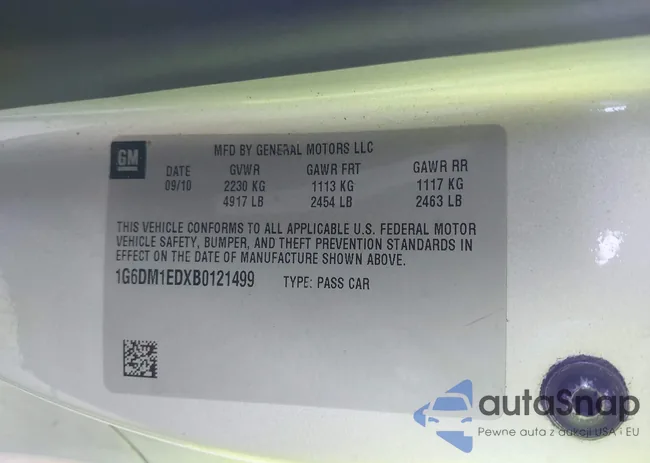 GM
MFD BY GENERAL MOTORS LLC
DATE GVWR GAWR FRT GAWR RR
09/10 2230 KG 1113 KG 1117 KG
4917 LB 2454 LB 2463 LB
THIS VEHICLE CONFORMS TO ALL APPLICABLE U.S. FEDERAL MOTOR
VEHICLE SAFETY, BUMPER, AND THEFT PREVENTION STANDARDS IN
EFFECT ON THE DATE OF MANUFACTURE SHOWN ABOVE.
1G6DM1EDXB0121499 TYPE: PASS CAR
autoSnap
Pewne auta z aukcji USA i EU